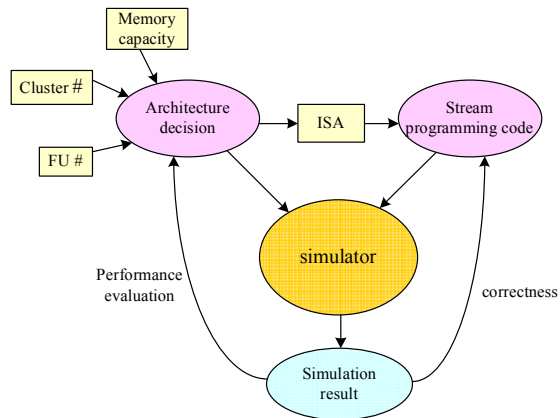 Memory
capacity
Cluster #
Architecture
decision
ISA
Stream
programming code
FU #
simulator
Performance
evaluation
correctness
Simulation
result